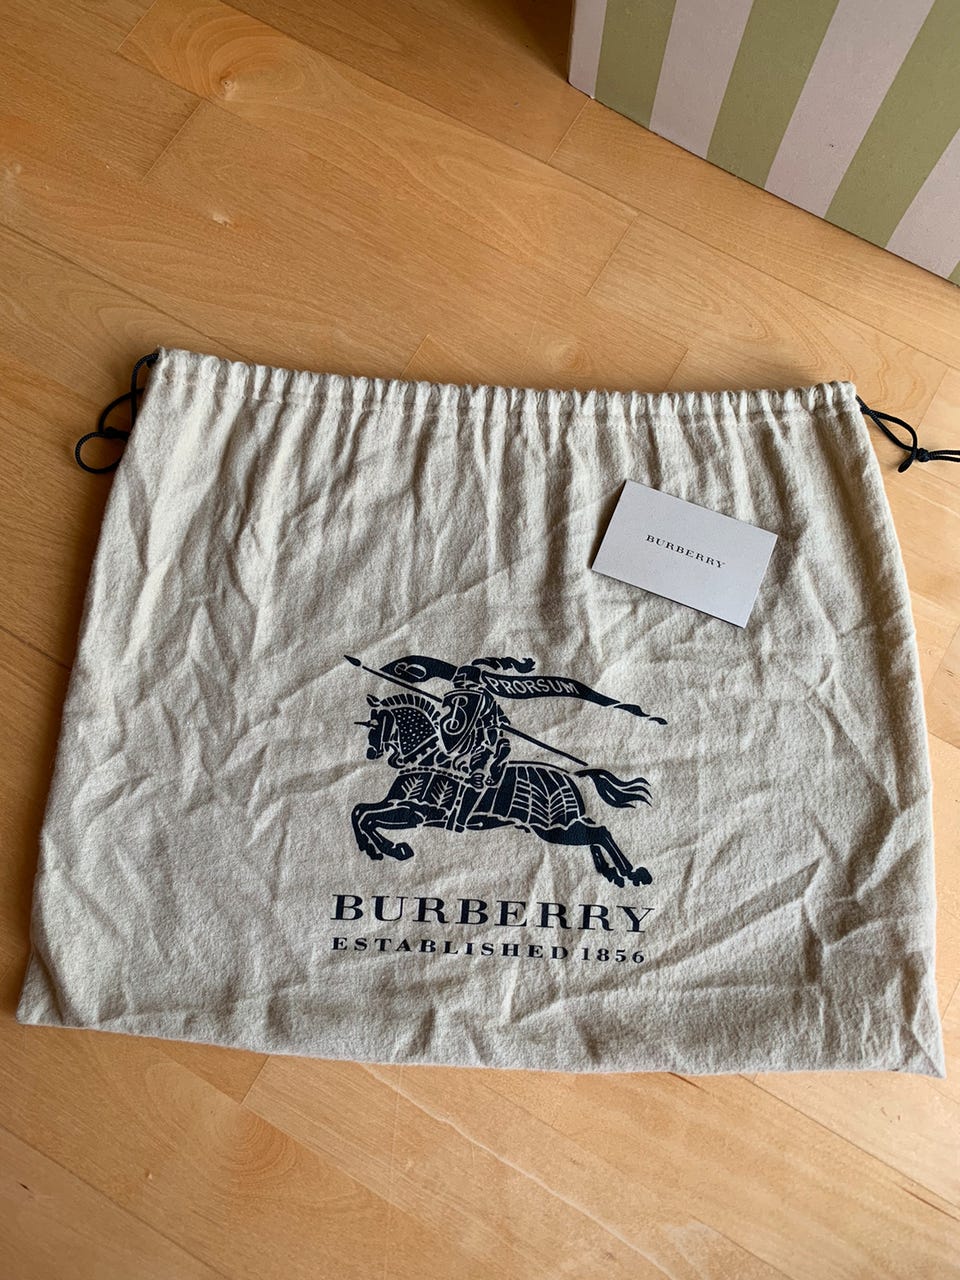 BURBERRY
PRORSUM
B
BURBERRY
ESTABLISHED 1856